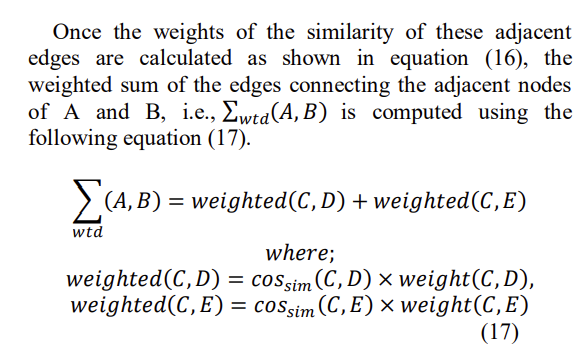 Once the weights of the similarity of these adjacent
edges are calculated as shown in equation (16), the
weighted sum of the edges connecting the adjacent nodes
of A and B, i.e., ∑wtd(A, B) is computed using the
following equation (17).
∑(A, B) = weighted(C, D) + weighted(C, E)
wtd
where;
weighted(C, D) = cossim(C, D) × weight(C, D),
weighted(C, E) = cossim(C, E) × weight(C, E)
(17)